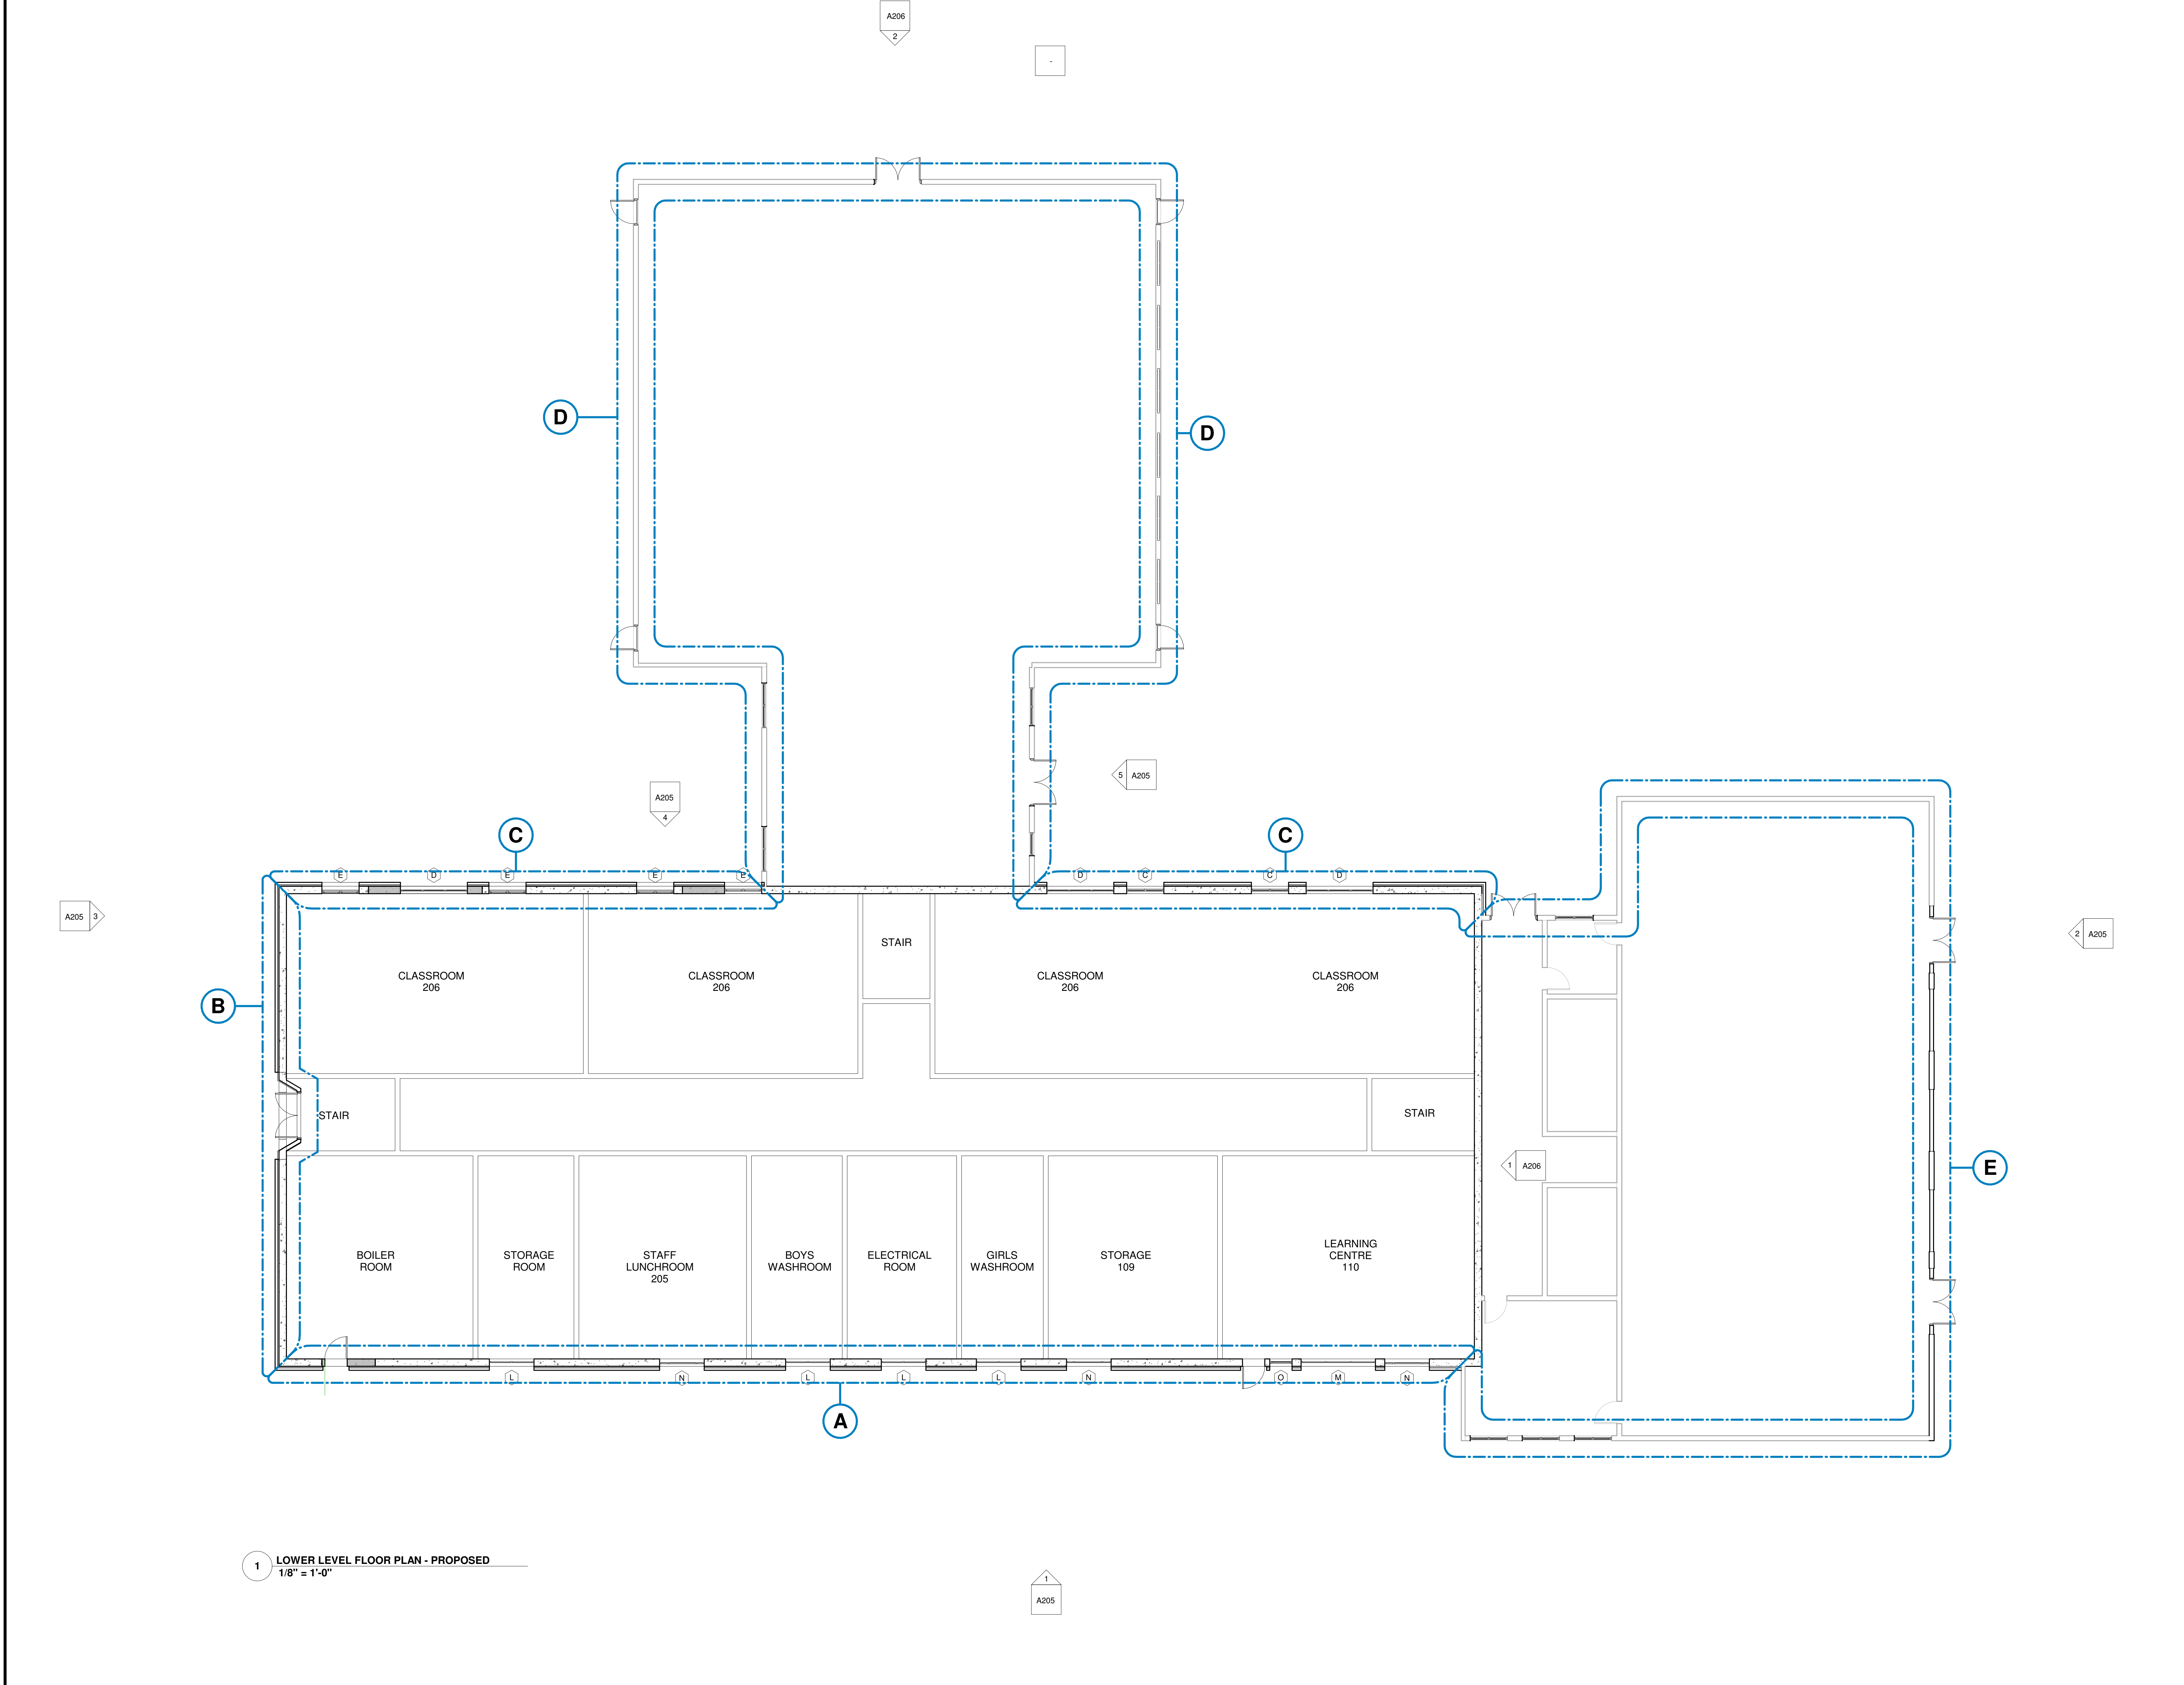 A206
2
-
D
D
A205
4
5
A205
C
C
E
D
E
E
E
D
C
C
D
A205
3
2
A205
STAIR
CLASSROOM
206
CLASSROOM
206
CLASSROOM
206
CLASSROOM
206
B
STAIR
STAIR
1
A206
E
BOILER
ROOM
STORAGE
ROOM
STAFF
LUNCHROOM
205
BOYS
WASHROOM
ELECTRICAL
ROOM
GIRLS
WASHROOM
STORAGE
109
LEARNING
CENTRE
110
L
N
L
L
L
N
O
M
N
A
1
LOWER LEVEL FLOOR PLAN - PROPOSED
1/8" = 1'-0"
1
A205